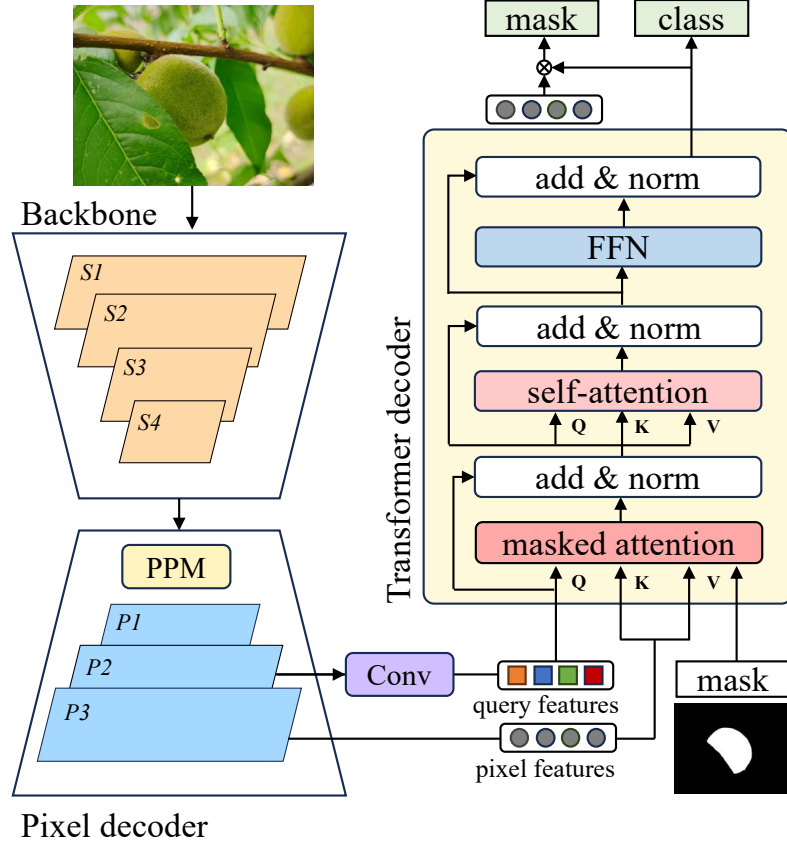 mask
class
add & norm
FFN
add & norm
self-attention
Q
K
V
add & norm
masked attention
Q
K
V
Transformer decoder
mask
Backbone
S1
S2
S3
S4
PPM
P1
P2
P3
Conv
query features
pixel features
Pixel decoder